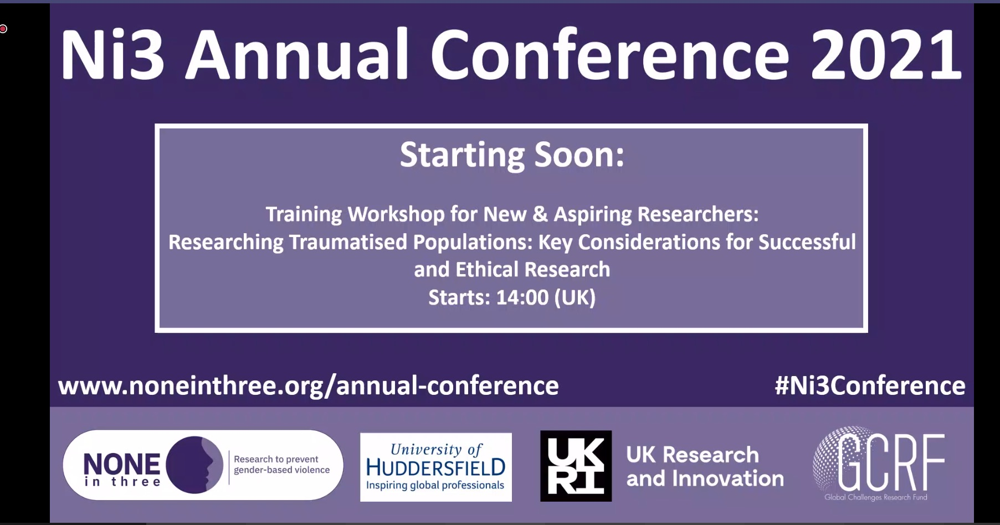 Ni3 Annual Conference 2021
Starting Soon:
Training Workshop for New & Aspiring Researchers:
Researching Traumatised Populations: Key Considerations for Successful
and Ethical Research
Starts: 14:00 (UK)
www.noneinthree.org/annual-conference
#Ni3Conference
NONE
in three
Research to prevent
gender-based violence
University of
HUDDERSFIELD
Inspiring global professionals
UK
RI
UK Research
and Innovation
GCRF
Global Challenges Research Fund